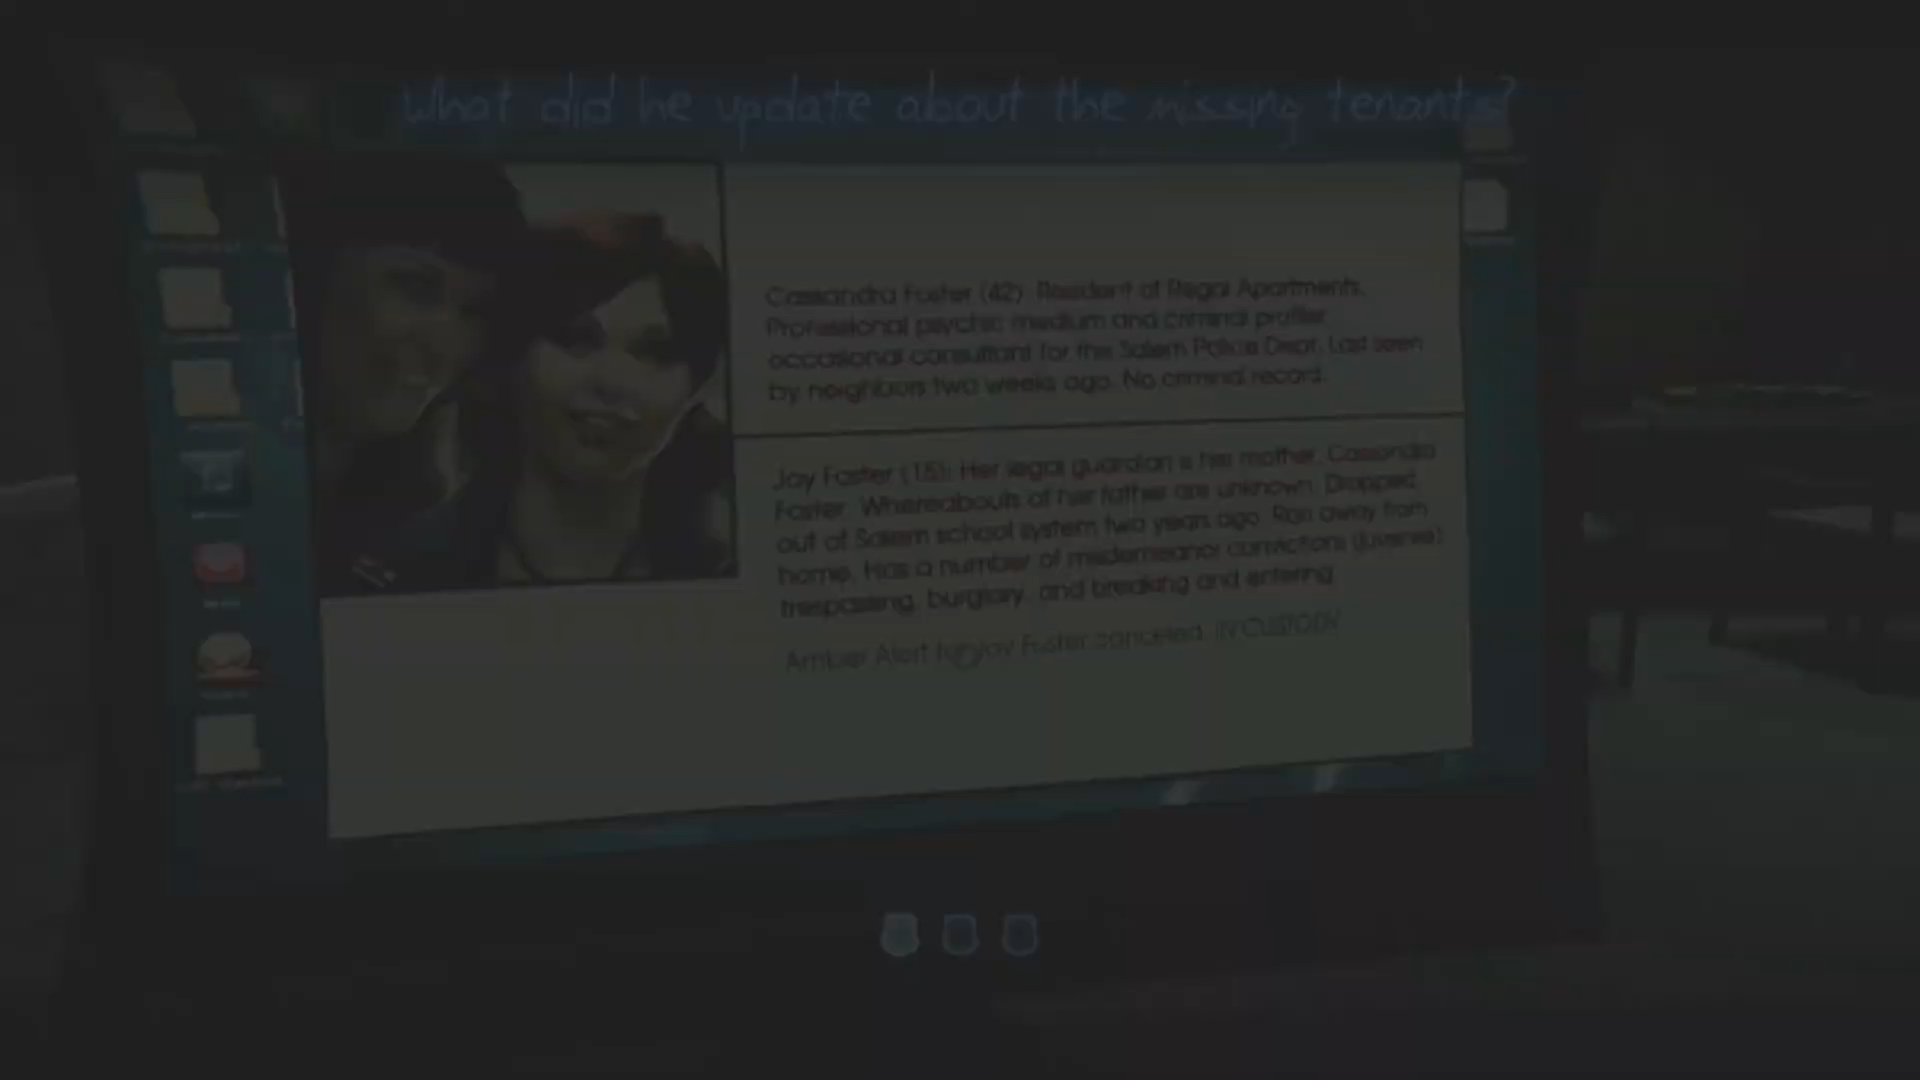 What did he update about the missing tenants?
Cassandra Foster (42): Resident of Regal Apartments.
Professional psychic medium and criminal profiler
occasional consultant for the Salem Police Dept. Last seen
by neighbors two weeks ago. No criminal record.
Joy Foster (15): Her legal guardian is her mother, Cassandra
Foster. Whereabouts of her father are unknown. Dropped
out of Salem school system two years ago. Ran away from
home. Has a number of misdemeanor convictions (juvenile)
trespassing, burglary, and breaking and entering.
Amber Alert for Joy Foster canceled. IN CUSTODY